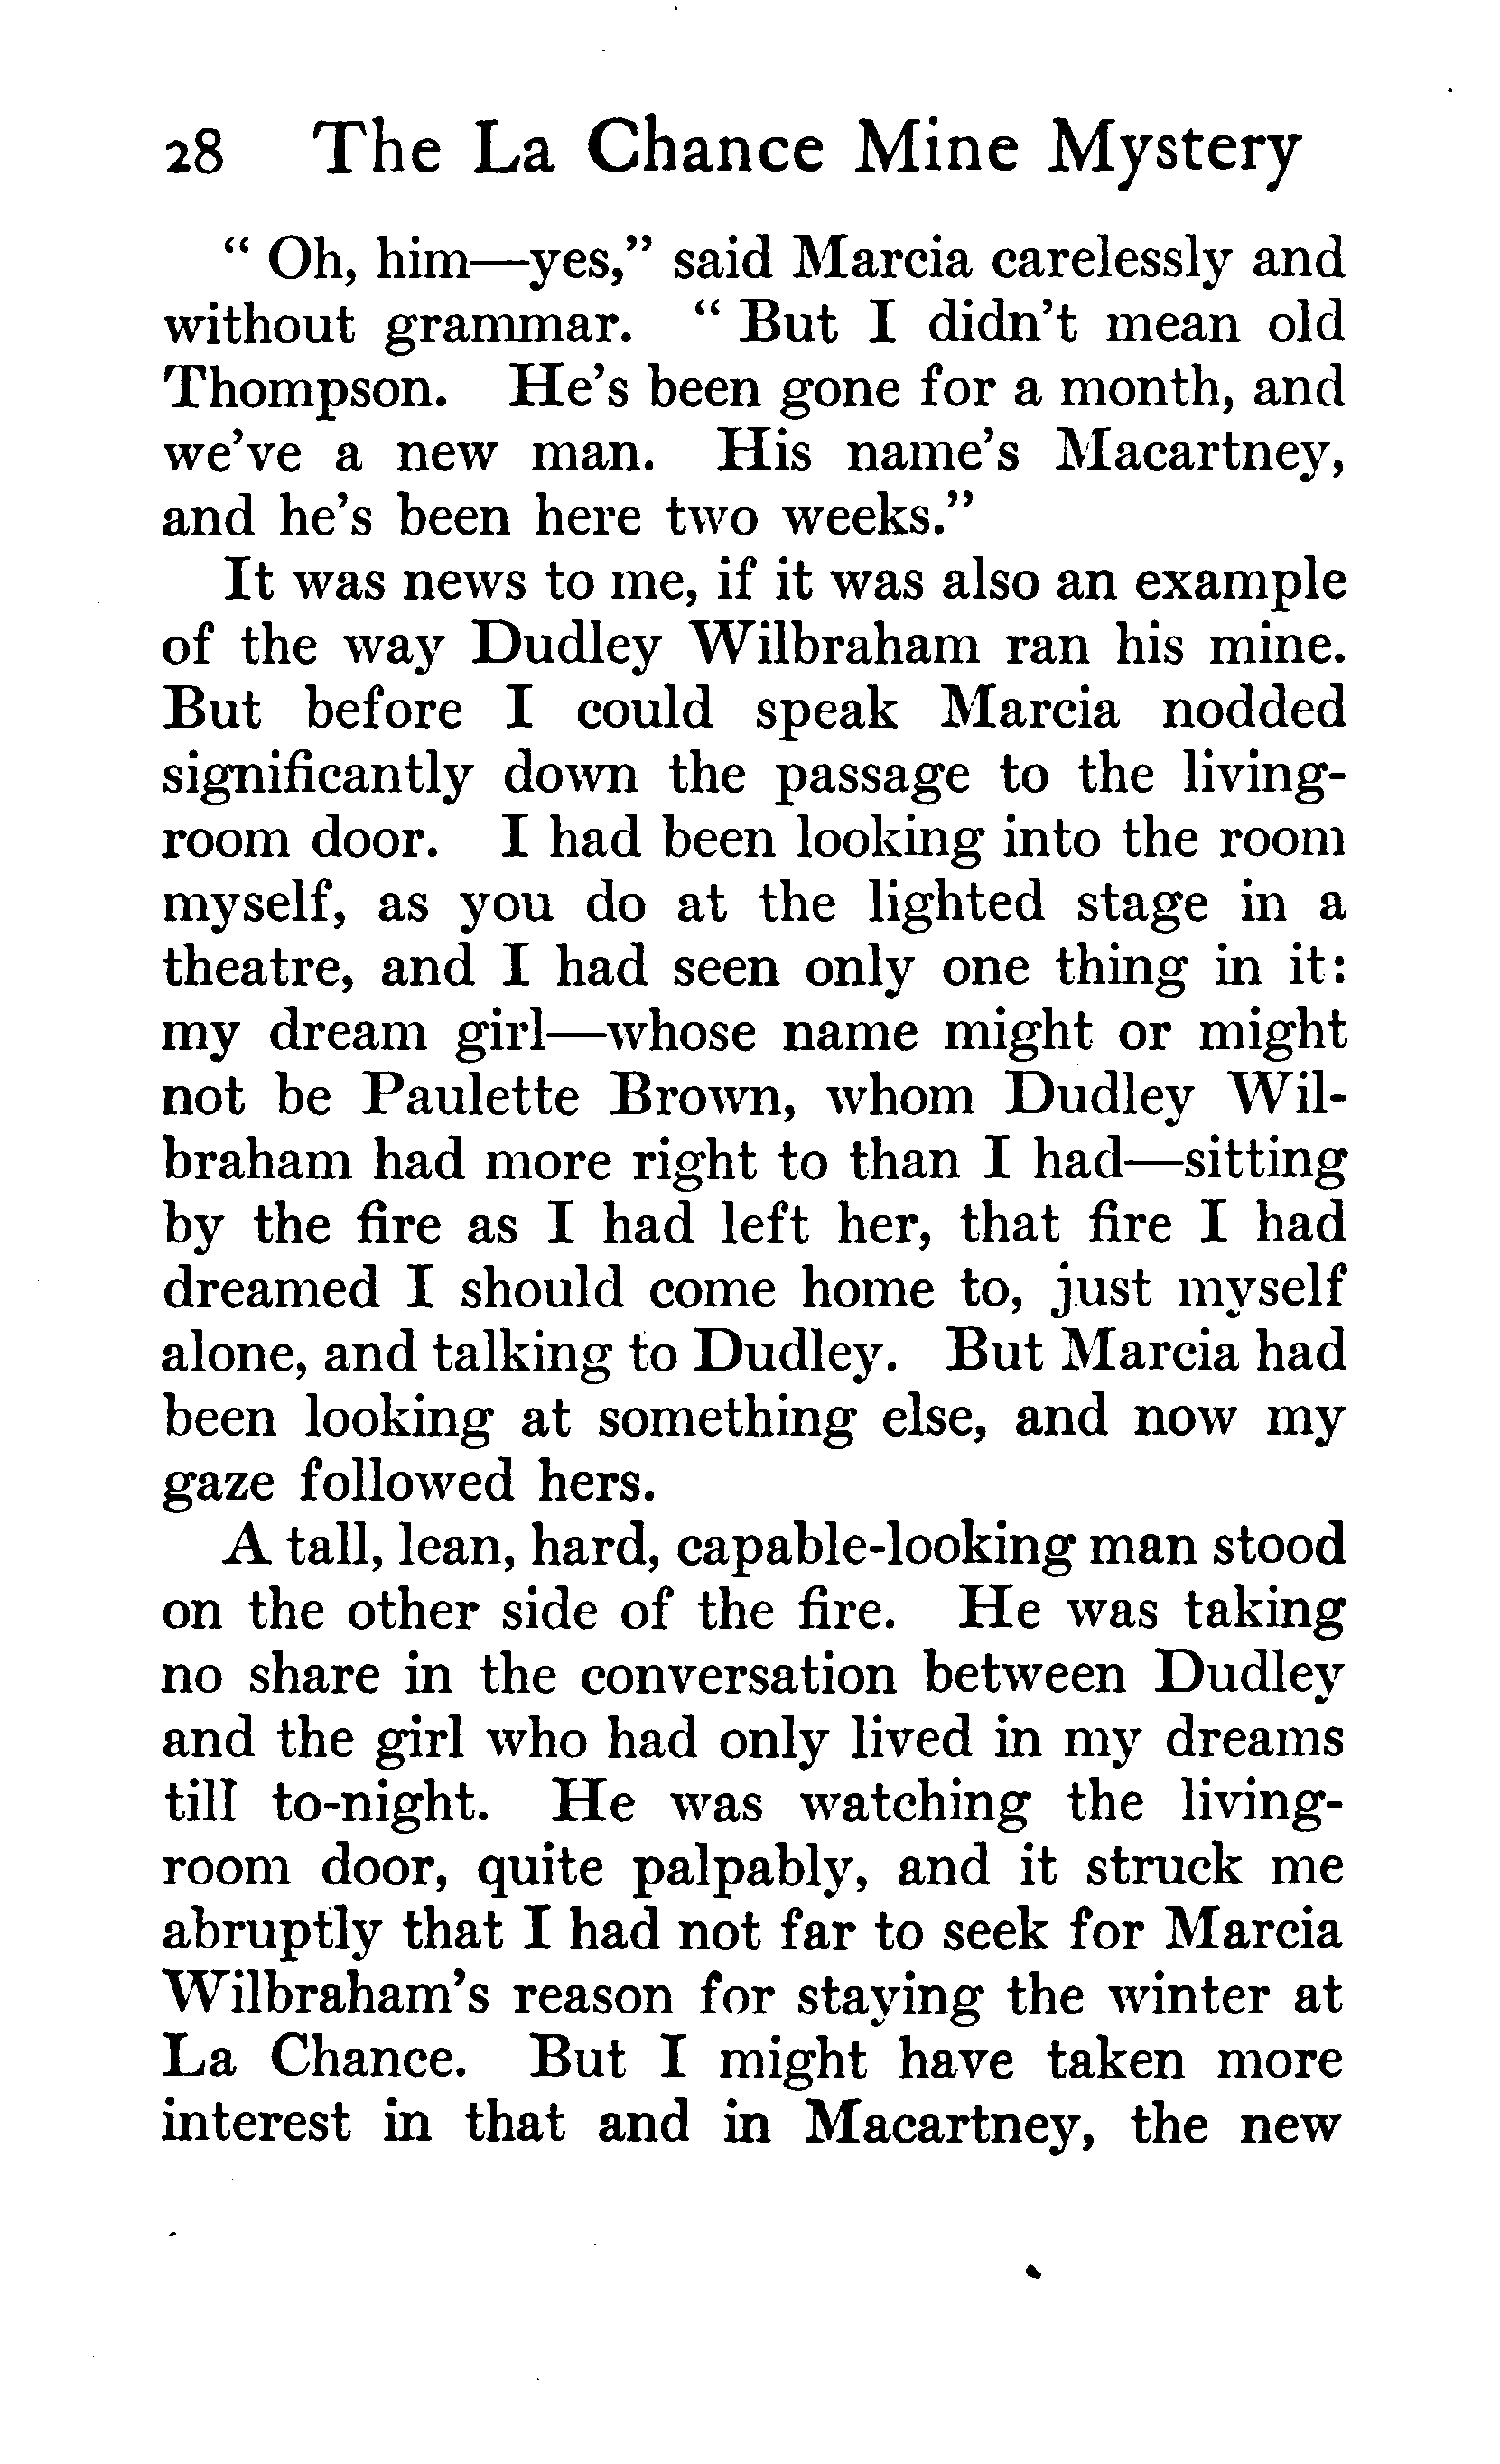 28 The La Chance Mine Mystery
" Oh, him—yes," said Marcia carelessly and
without grammar. " But I didn't mean old
Thompson. He's been gone for a month, and
we've a new man. His name's Macartney,
and he's been here two weeks."
It was news to me, if it was also an example
of the way Dudley Wilbraham ran his mine.
But before I could speak Marcia nodded
significantly down the passage to the living-
room door. I had been looking into the room
myself, as you do at the lighted stage in a
theatre, and I had seen only one thing in it:
my dream girl—whose name might or might
not be Paulette Brown, whom Dudley Wil-
braham had more right to than I had—sitting
by the fire as I had left her, that fire I had
dreamed I should come home to, just myself
alone, and talking to Dudley. But Marcia had
been looking at something else, and now my
gaze followed hers.
A tall, lean, hard, capable-looking man stood
on the other side of the fire. He was taking
no share in the conversation between Dudley
and the girl who had only lived in my dreams
till to-night. He was watching the living-
room door, quite palpably, and it struck me
abruptly that I had not far to seek for Marcia
Wilbraham's reason for staying the winter at
La Chance. But I might have taken more
interest in that and in Macartney, the new